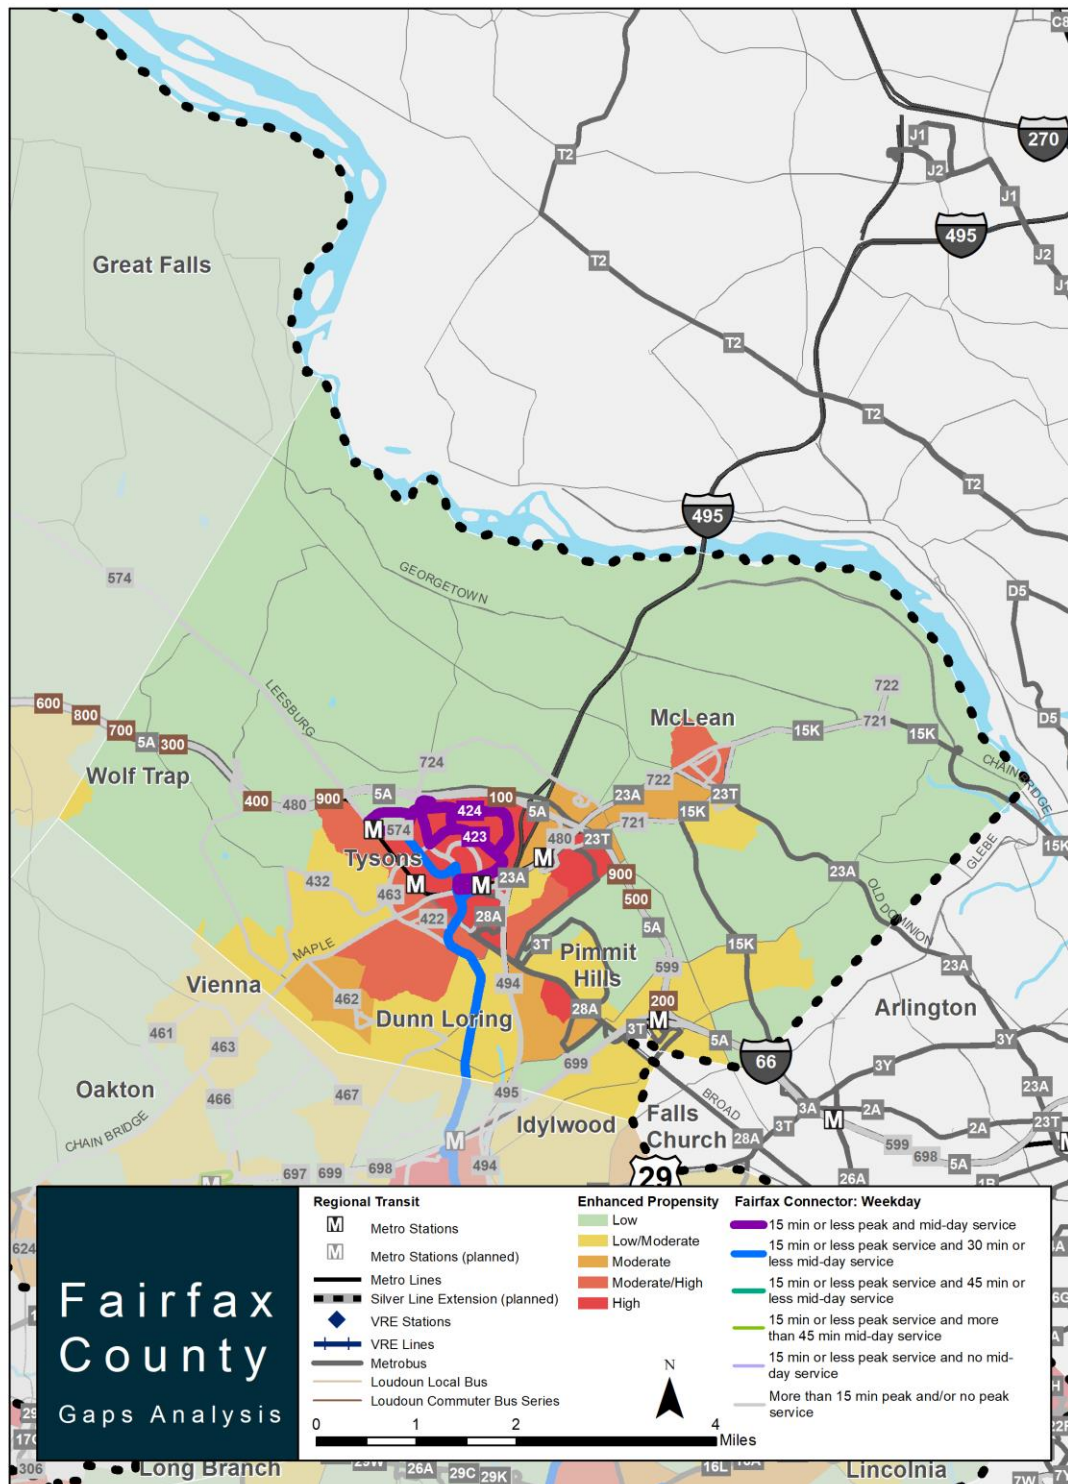 C8
270
J1
T2
J2
J1
495
J2
T2
J1
Great Falls
T2
T2
T2
495
574
GEORGETOWN
D5
LEESBURG
722
600
800
700
5A
300
McLean
721
15K
15K
D5
Wolf Trap
724
722
CHAIN BRIDGE
400
480
900
5A
100
5A
23A
23T
15K
721
424
574
423
480
23T
GLEBE
15K
Tysons
23A
900
500
23A
432
463
422
28A
OLD DOMINION
5A
15K
MAPLE
3T
Pimmit
Hills
23A
Vienna
494
599
462
200
Arlington
Dunn Loring
28A
3T
5A
461
463
699
66
3Y
3Y
Oakton
466
467
495
BROAD
3A
2A
23A
CHAIN BRIDGE
Idylwood
Falls
Church
3T
28A
2A
23T
599
698
5A
697
699
698
494
29
26A
1B
624
Fairfax
County
Gaps Analysis
Regional Transit
M Metro Stations
M Metro Stations (planned)
Metro Lines
Silver Line Extension (planned)
VRE Stations
VRE Lines
Metrobus
Loudoun Local Bus
Loudoun Commuter Bus Series
Enhanced Propensity
Low
Low/Moderate
Moderate
Moderate/High
High
Fairfax Connector: Weekday
15 min or less peak and mid-day service
15 min or less peak service and 30 min or
less mid-day service
15 min or less peak service and 45 min or
less mid-day service
15 min or less peak service and more
than 45 min mid-day service
15 min or less peak service and no mid-
day service
More than 15 min peak and/or no peak
service
N
0 1 2 4
Miles
306
Long Branch
26A
29C
29K
16L
Lincolnia
7W